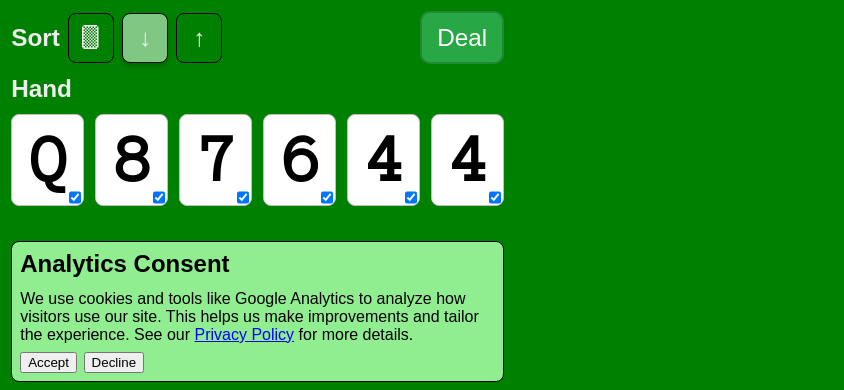 Sort ↓ ↑ Deal
Hand
Q 8 7 6 4 4
Analytics Consent
We use cookies and tools like Google Analytics to analyze how
visitors use our site. This helps us make improvements and tailor
the experience. See our Privacy Policy for more details.
Accept Decline